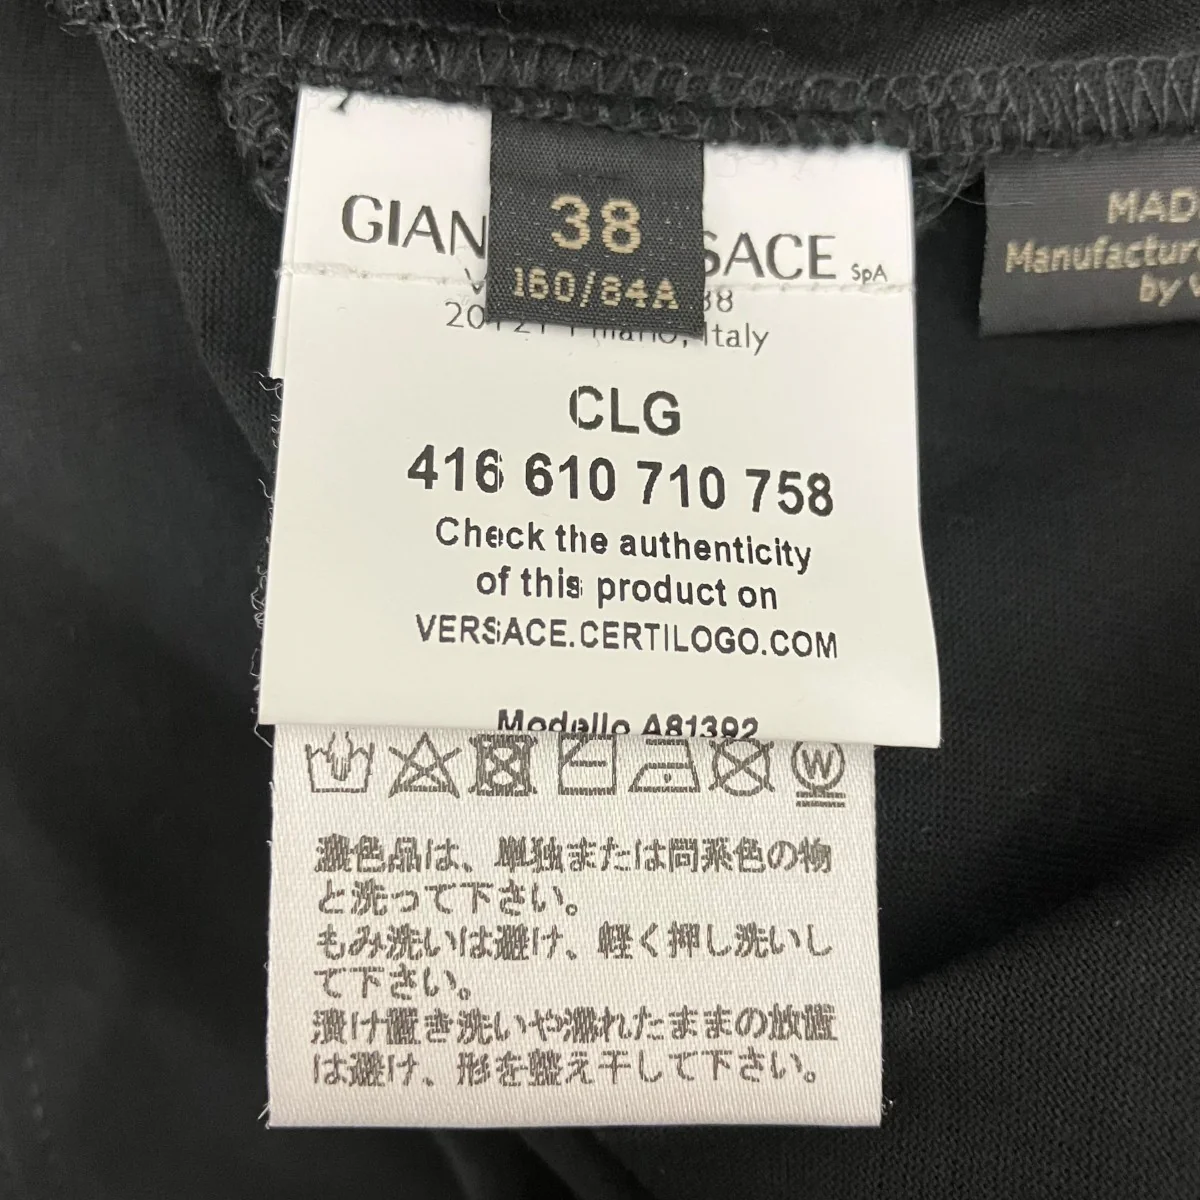 38
160/84A
GIAN SACE SpA
38
Italy
CLG
416 610 710 758
Check the authenticity
of this product on
VERSACE.CERTILOGO.COM
Modello A81392
W
濃色品は、単独または同系色の物
と洗って下さい。
もみ洗いは避け、軽く押し洗いし
て下さい。
漬け置き洗いや濡れたままの放置
は避け、形を整え干して下さい。
MAD
Manufacture
by V